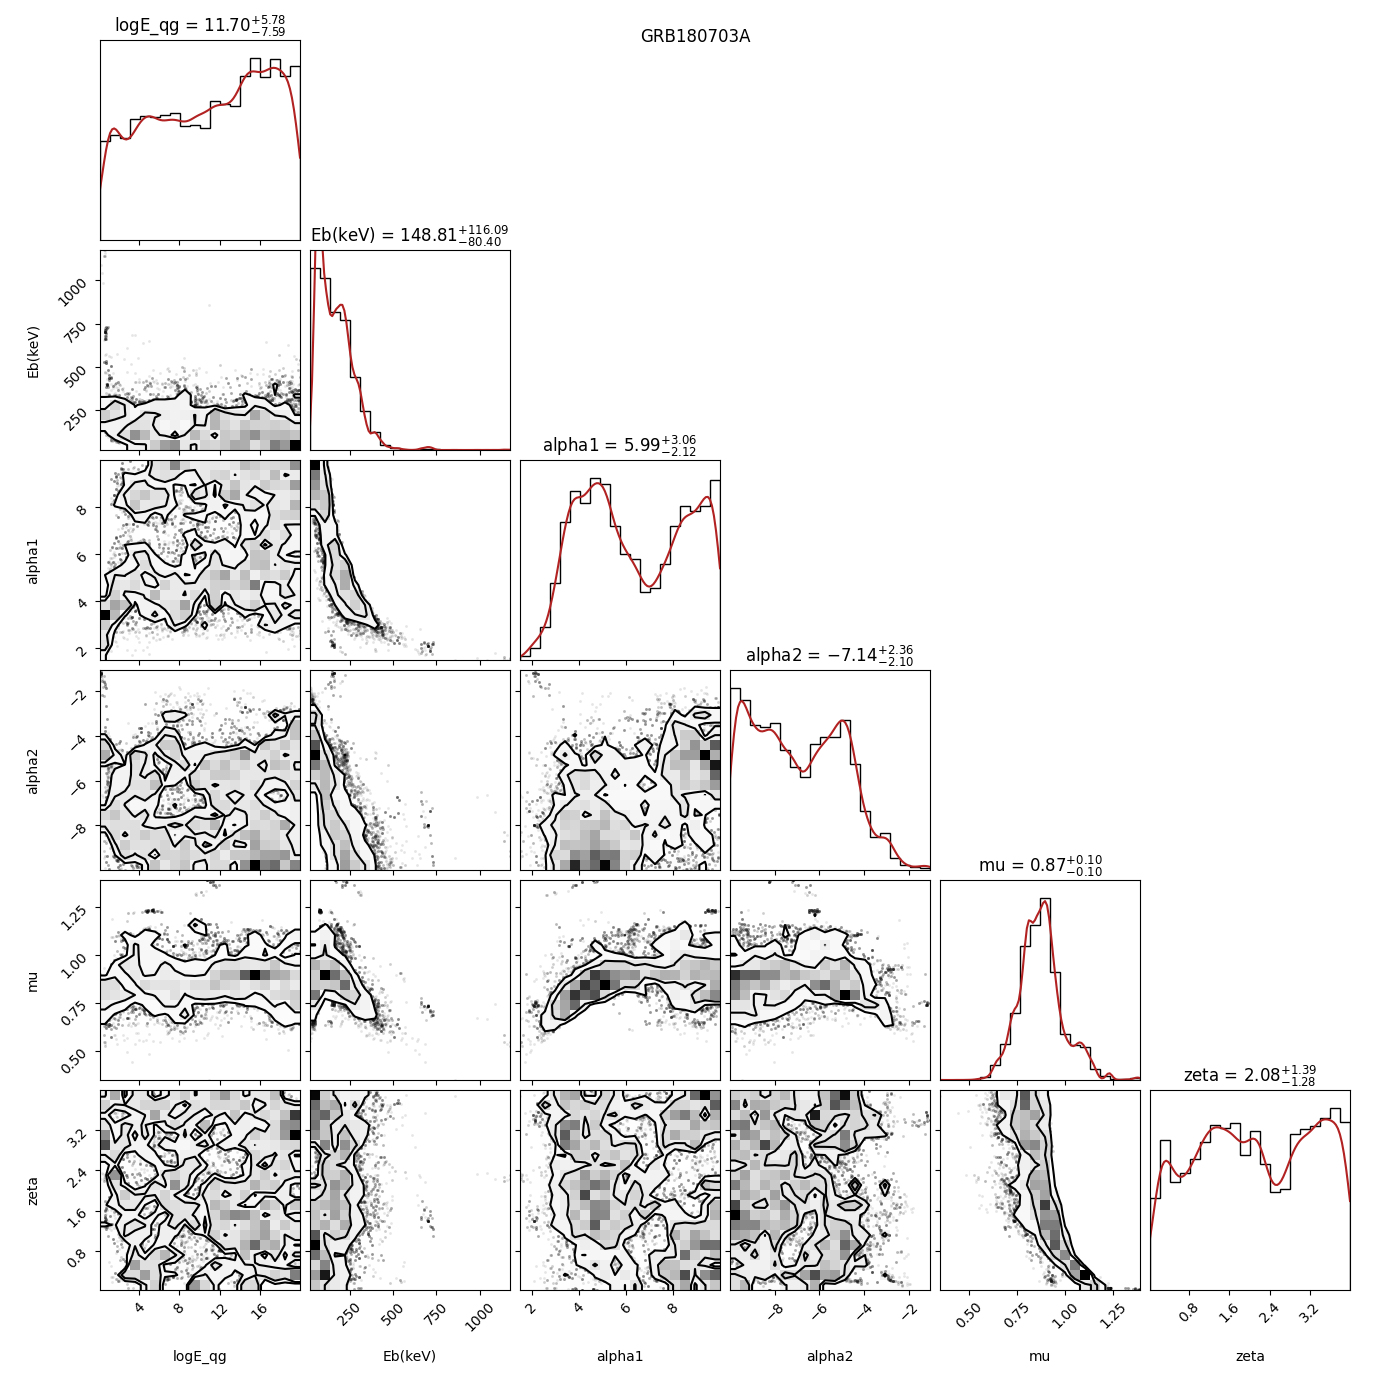 GRB180703A
logE_qg = 11.70+5.78−7.59
Eb(keV) = 148.81+116.09−80.40
Eb(keV)
1000
750
500
250
alpha1 = 5.99+3.06−2.12
alpha1
8
6
4
2
alpha2 = −7.14+2.36−2.10
alpha2
−2
−4
−6
−8
mu = 0.87+0.10−0.10
mu
1.25
1.00
0.75
0.50
zeta = 2.08+1.39−1.28
zeta
3.2
2.4
1.6
0.8
4 8 12 16
250 500 750 1000
2 4 6 8
−8 −6 −4 −2
0.50 0.75 1.00 1.25
0.8 1.6 2.4 3.2
logE_qg Eb(keV) alpha1 alpha2 mu zeta